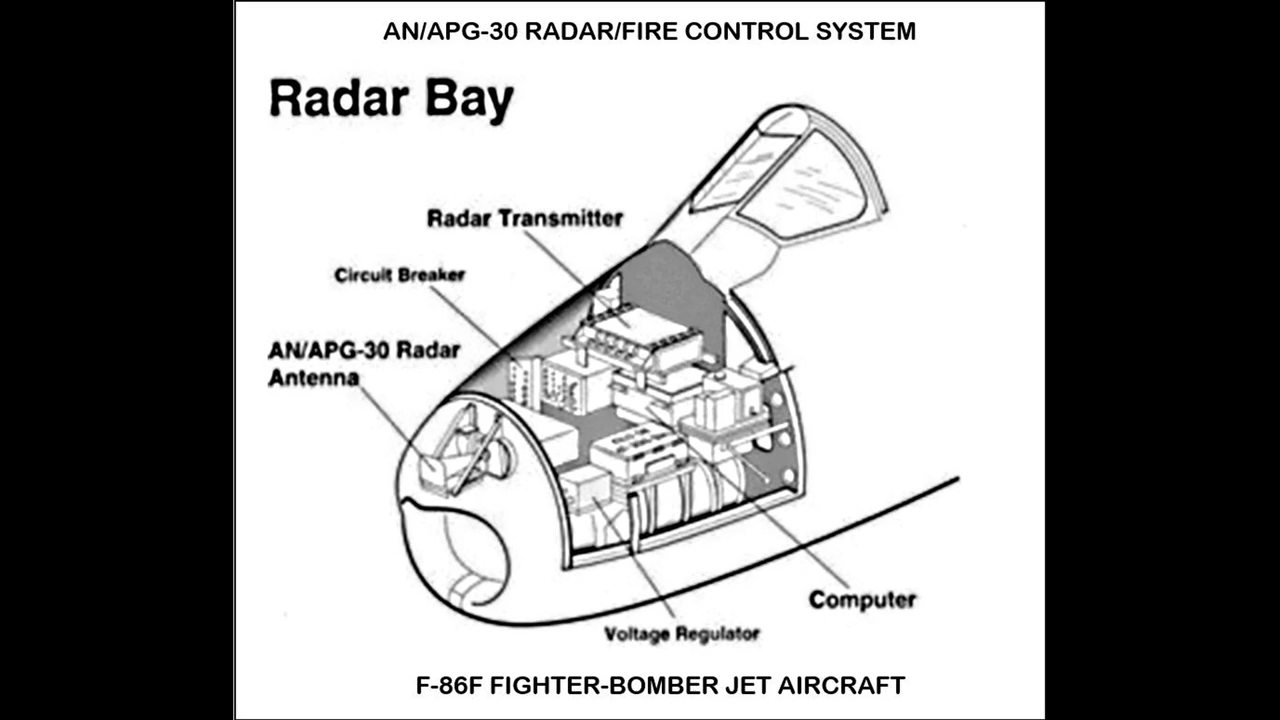 AN/APG-30 RADAR/FIRE CONTROL SYSTEM
Radar Bay
Radar Transmitter
Circuit Breaker
AN/APG-30 Radar
Antenna
Computer
Voltage Regulator
F-86F FIGHTER-BOMBER JET AIRCRAFT